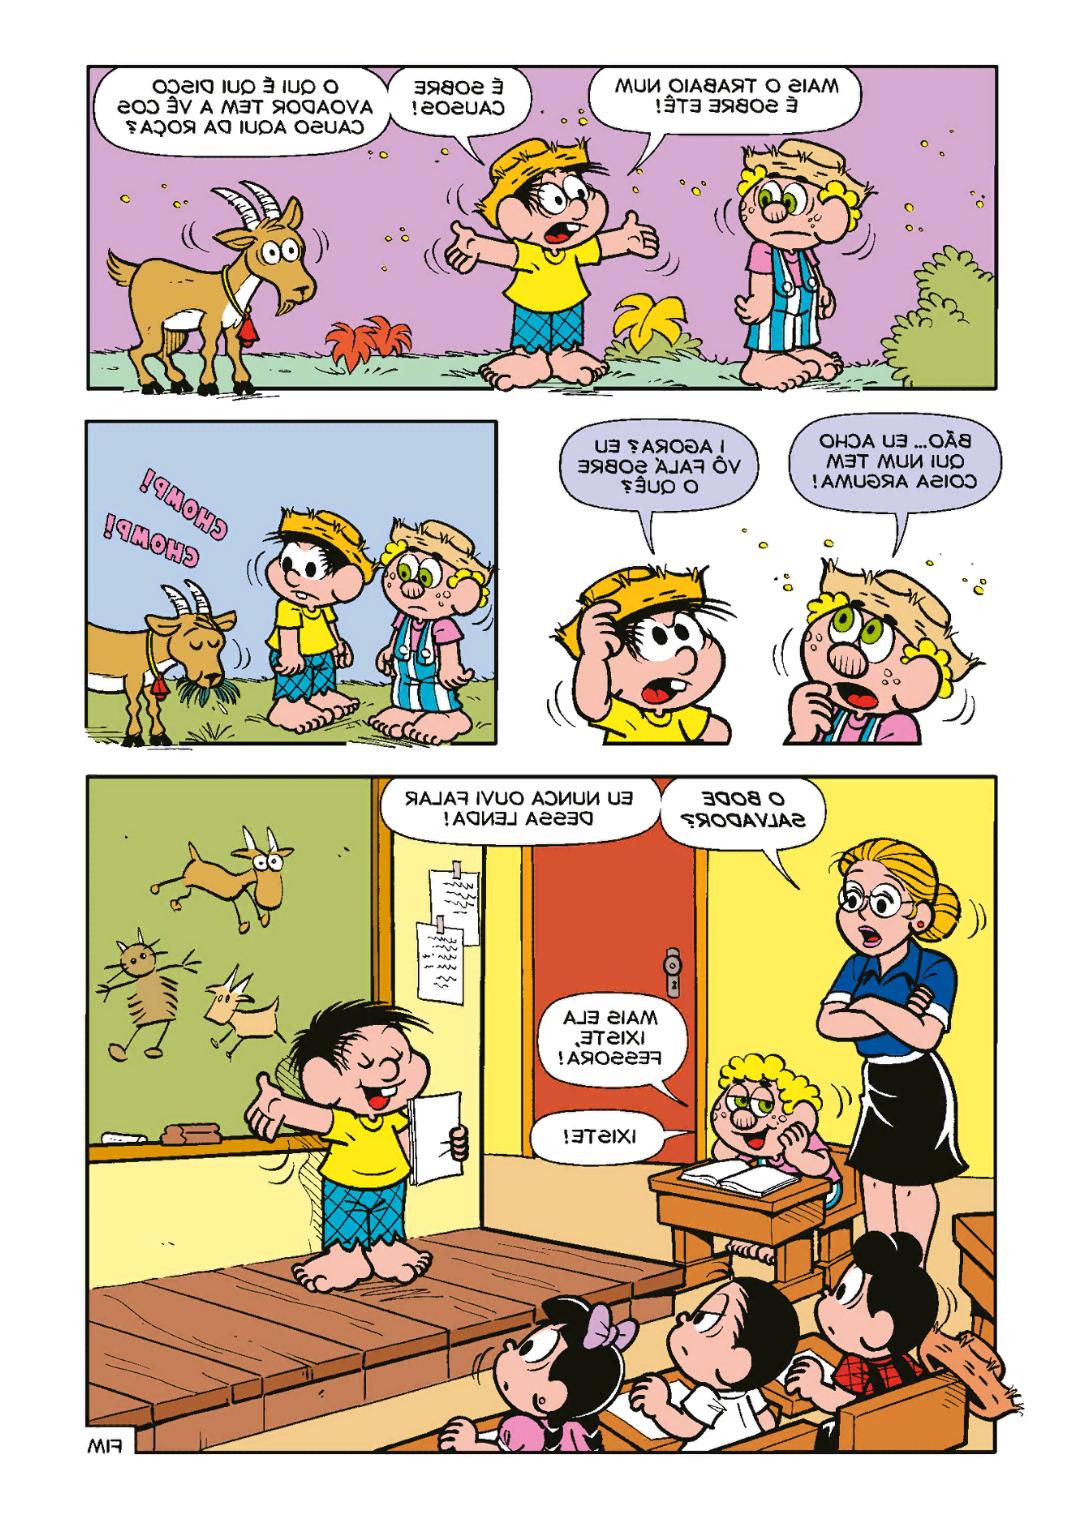 MAIS O TRABAIO NUM
É SOBRE ETÊ!
É SOBRE
CAUSOS!
O QUI É QUI DISCO
AVOADOR TEM A VÊ COS
CAUSO AQUI DA ROÇA?
BÃO... EU ACHO
QUI NUM TEM
COISA ARGUMA!
I AGORA? EU
VÔ FALÁ SOBRE
O QUÊ?
CHOMP!
CHOMP!
O BODE
SALVADOR?
EU NUNCA OUVI FALAR
DESSA LENDA!
MAIS ELA
IXISTE,
FESSORA!
IXISTE!
FIM